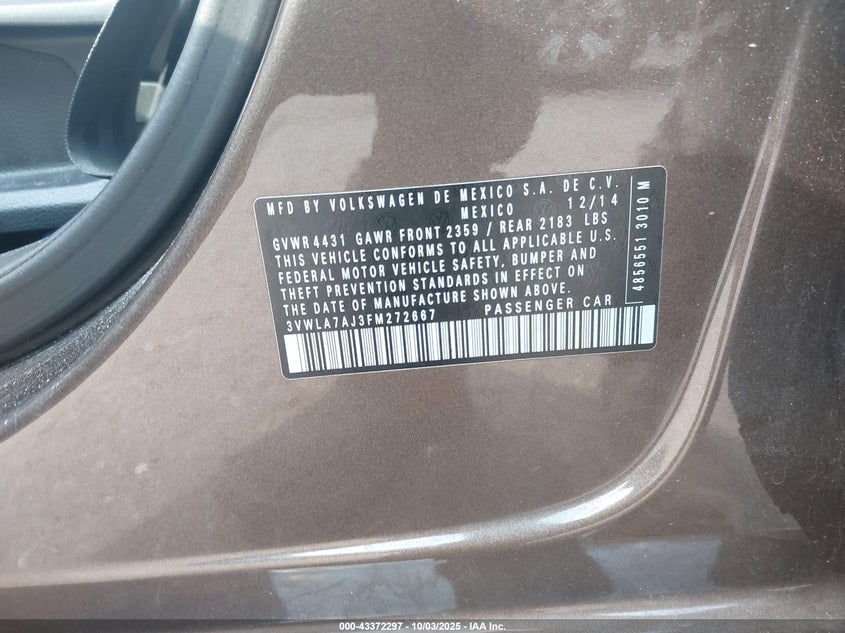 MFD BY VOLKSWAGEN DE MEXICO S.A. DE C.V.
MEXICO 12/14
GVWR 4431 GAWR FRONT 2359 / REAR 2183 LBS
THIS VEHICLE CONFORMS TO ALL APPLICABLE U.S.
FEDERAL MOTOR VEHICLE SAFETY, BUMPER AND
THEFT PREVENTION STANDARDS IN EFFECT ON
THE DATE OF MANUFACTURE SHOWN ABOVE.
3VWLA7AJ3FM272667 PASSENGER CAR
4856551 3010 M
000-43372297 - 10/03/2025 - IAA Inc.